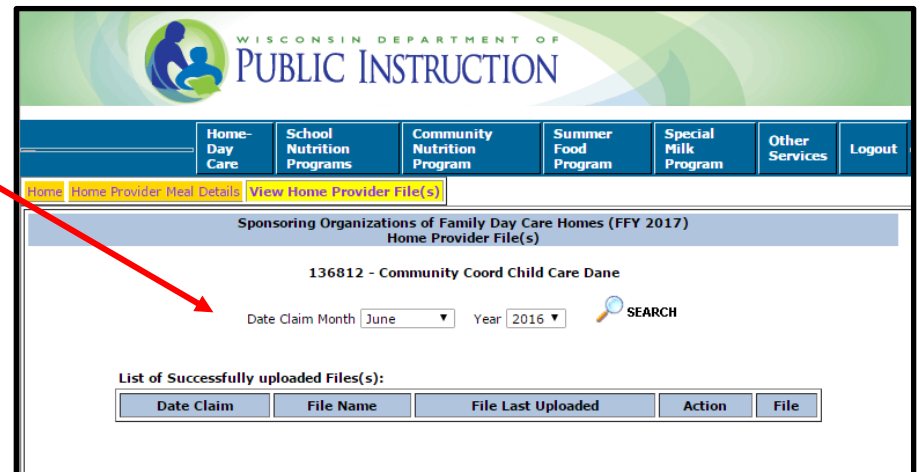 WISCONSIN DEPARTMENT OF
PUBLIC INSTRUCTION
Home-Day Care School Nutrition Programs Community Nutrition Program Summer Food Program Special Milk Program Other Services Logout
Home Home Provider Meal Details View Home Provider File(s)
Sponsoring Organizations of Family Day Care Homes (FFY 2017)
Home Provider File(s)
136812 - Community Coord Child Care Dane
Date Claim Month June Year 2016 SEARCH
List of Successfully uploaded Files(s):
Date Claim File Name File Last Uploaded Action File